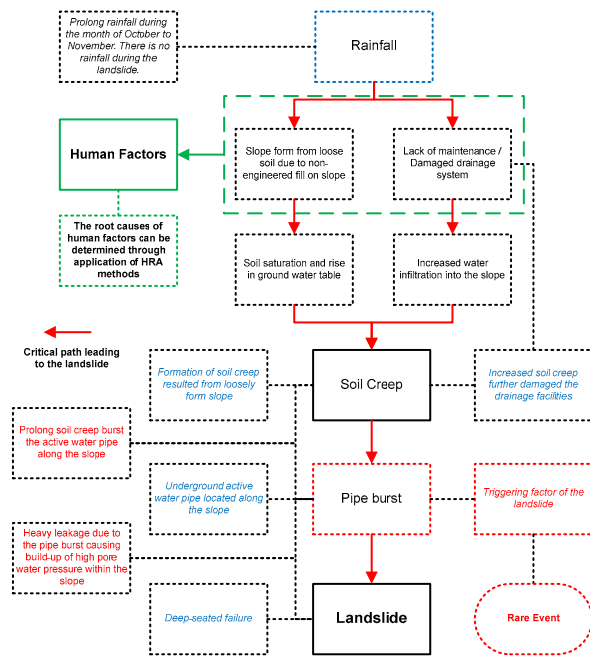 Prolong rainfall during
the month of October to
November. There is no
rainfall during the
landslide.
Rainfall
Human Factors
Slope form from loose
soil due to non-
engineered fill on slope
Lack of maintenance /
Damaged drainage
system
The root causes of
human factors can be
determined through
application of HRA
methods
Soil saturation and rise
in ground water table
Increased water
infiltration into the slope
Critical path leading
to the landslide
Formation of soil creep
resulted from loosely
form slope
Soil Creep
Increased soil creep
further damaged the
drainage facilities
Prolong soil creep burst
the active water pipe
along the slope
Underground active
water pipe located along
the slope
Pipe burst
Triggering factor of the
landslide
Heavy leakage due to
the pipe burst causing
build-up of high pore
water pressure within the
slope
Deep-seated failure
Landslide
Rare Event